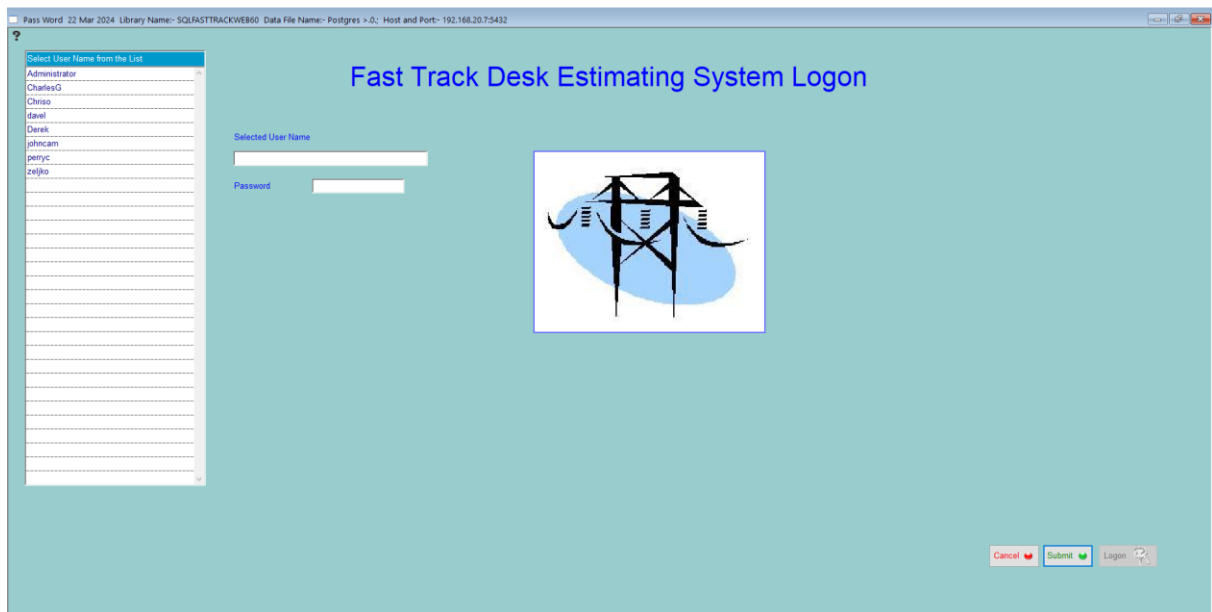 Pass Word 22 Mar 2024 Library Name:- SQLFASTTRACKWEB60 Data File Name:- Postgres >.0.; Host and Port:- 192.168.20.7:5432
?
Select User Name from the List
Administrator
CharlesG
Chriso
davel
Derek
johncam
perryc
zeljko
Fast Track Desk Estimating System Logon
Selected User Name
Password
Cancel
Submit
Logon